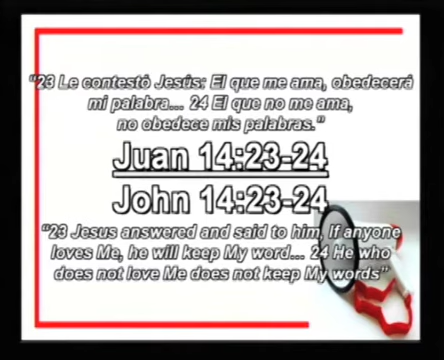 “23 Le contestó Jesús: El que me ama, obedecerá
mi palabra... 24 El que no me ama,
no obedece mis palabras.”
Juan 14:23-24
John 14:23-24
“23 Jesus answered and said to him, If anyone
loves Me, he will keep My word... 24 He who
does not love Me does not keep My words”